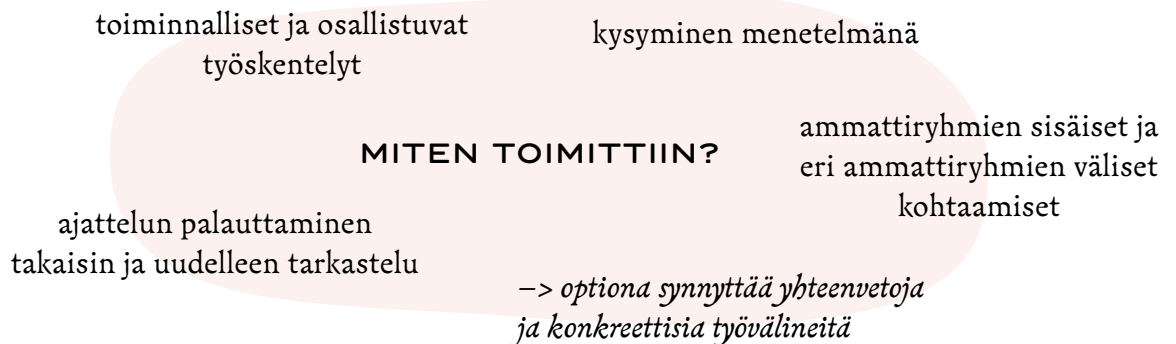 toiminnalliset ja osallistuvat
työskentelyt
kysyminen menetelmänä
MITEN TOIMITTIIN?
ammattiryhmien sisäiset ja
eri ammattiryhmien väliset
kohtaamiset
ajattelun palauttaminen
takaisin ja uudelleen tarkastelu
–> optiona synnyttää yhteenvetoja
ja konkreettisia työvälineitä